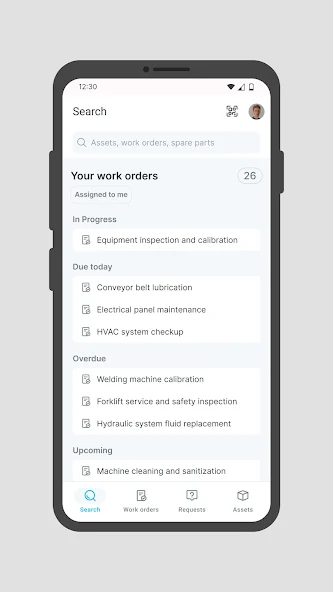 12:30
Search
Assets, work orders, spare parts
Your work orders 26
Assigned to me
In Progress
Equipment inspection and calibration
Due today
Conveyor belt lubrication
Electrical panel maintenance
HVAC system checkup
Overdue
Welding machine calibration
Forklift service and safety inspection
Hydraulic system fluid replacement
Upcoming
Machine cleaning and sanitization
Search Work orders Requests Assets